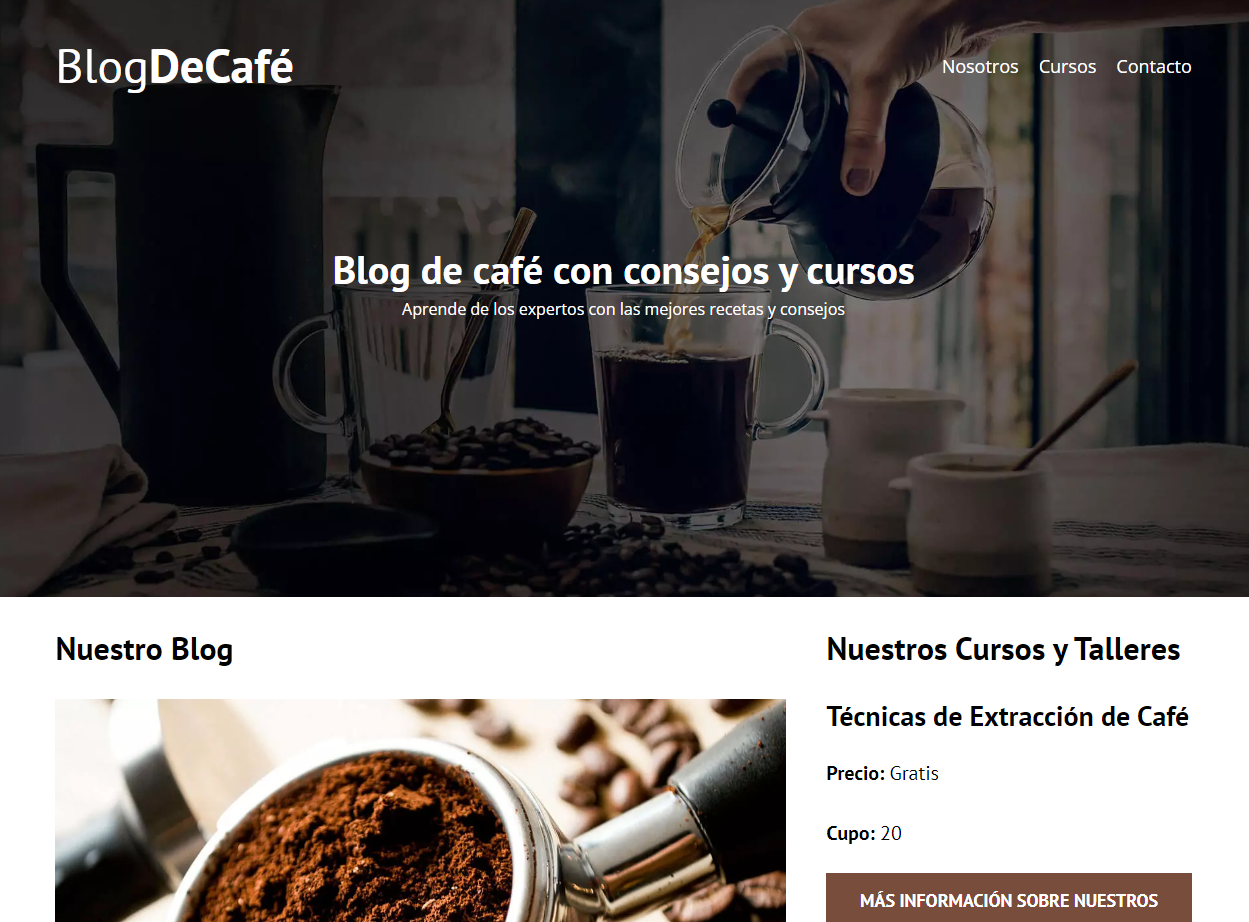 BlogDeCafé
Nosotros Cursos Contacto
Blog de café con consejos y cursos
Aprende de los expertos con las mejores recetas y consejos
Nuestro Blog
Nuestros Cursos y Talleres
Técnicas de Extracción de Café
Precio: Gratis
Cupo: 20
MÁS INFORMACIÓN SOBRE NUESTROS